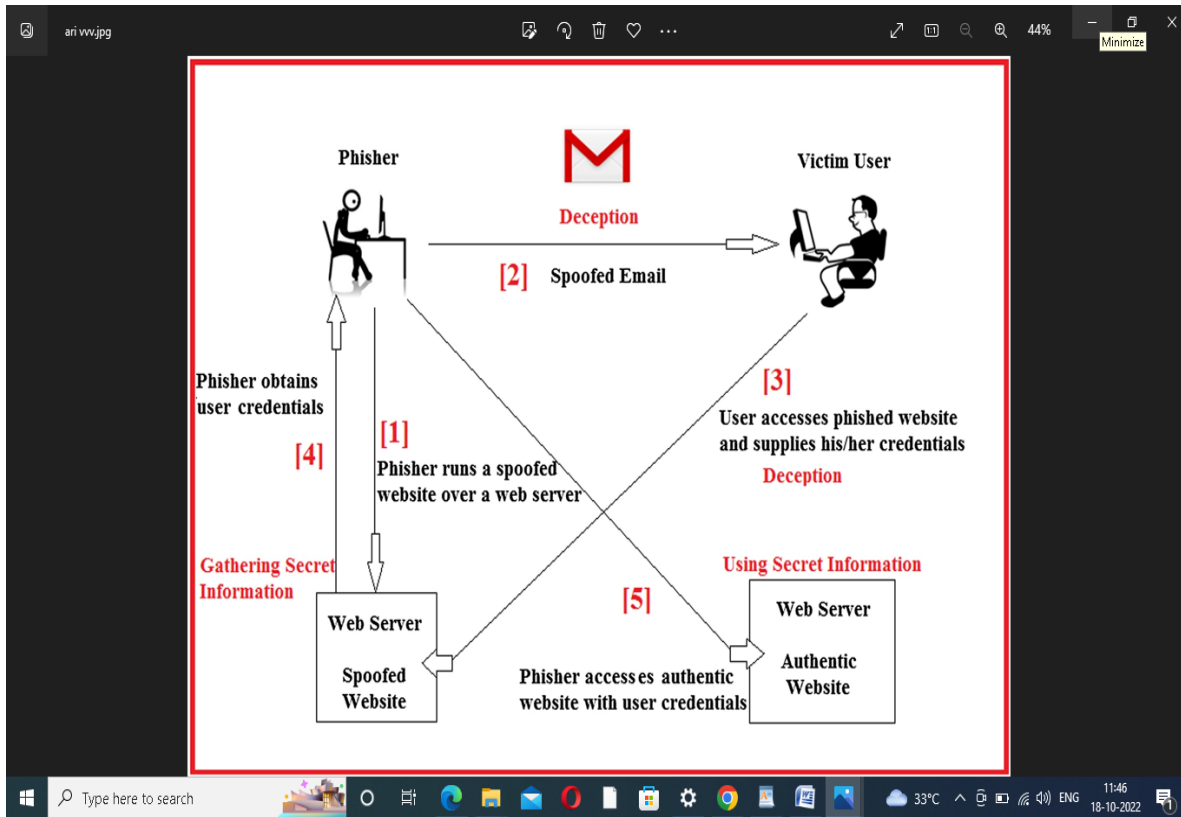 ari vvv.jpg
44%
Minimize
Phisher
Victim User
Deception
[2] Spoofed Email
Phisher obtains
user credentials
[4]
[1]
Phisher runs a spoofed
website over a web server
[3]
User accesses phished website
and supplies his/her credentials
Deception
Gathering Secret
Information
Using Secret Information
[5]
Web Server
Spoofed
Website
Phisher accesses authentic
website with user credentials
Web Server
Authentic
Website
Type here to search
33°C
ENG
11:46
18-10-2022
1